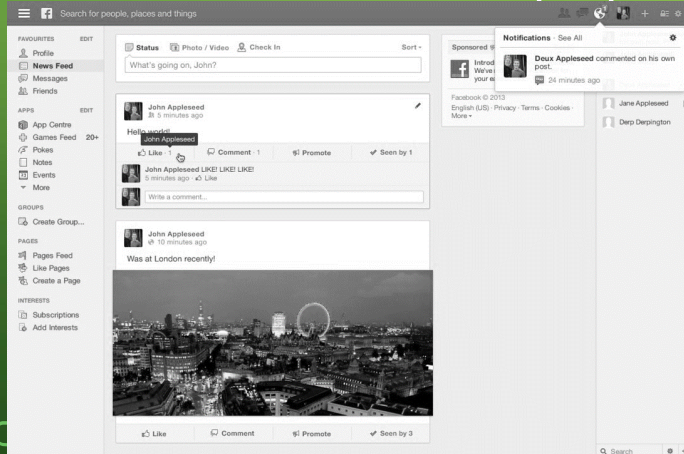 Search for people, places and things
FAVOURITES EDIT
Profile
News Feed
Messages
Friends
APPS EDIT
App Centre
Games Feed 20+
Pokes
Notes
Events
More
GROUPS
Create Group...
PAGES
Pages Feed
Like Pages
Create a Page
INTERESTS
Subscriptions
Add Interests
Status Photo / Video Check In Sort
What's going on, John?
John Appleseed
5 minutes ago
Hello world!
John Appleseed
Like · 1 Comment · 1 Promote Seen by 1
John Appleseed LIKE! LIKE! LIKE!
5 minutes ago · Like
Write a comment...
John Appleseed
10 minutes ago
Was at London recently!
Like Comment Promote Seen by 3
Sponsored
Introd
We've
your e
Facebook © 2013
English (US) · Privacy · Terms · Cookies ·
More
Notifications · See All
Deux Appleseed commented on his own
post.
24 minutes ago
Jane Appleseed
Derp Derpington
Search